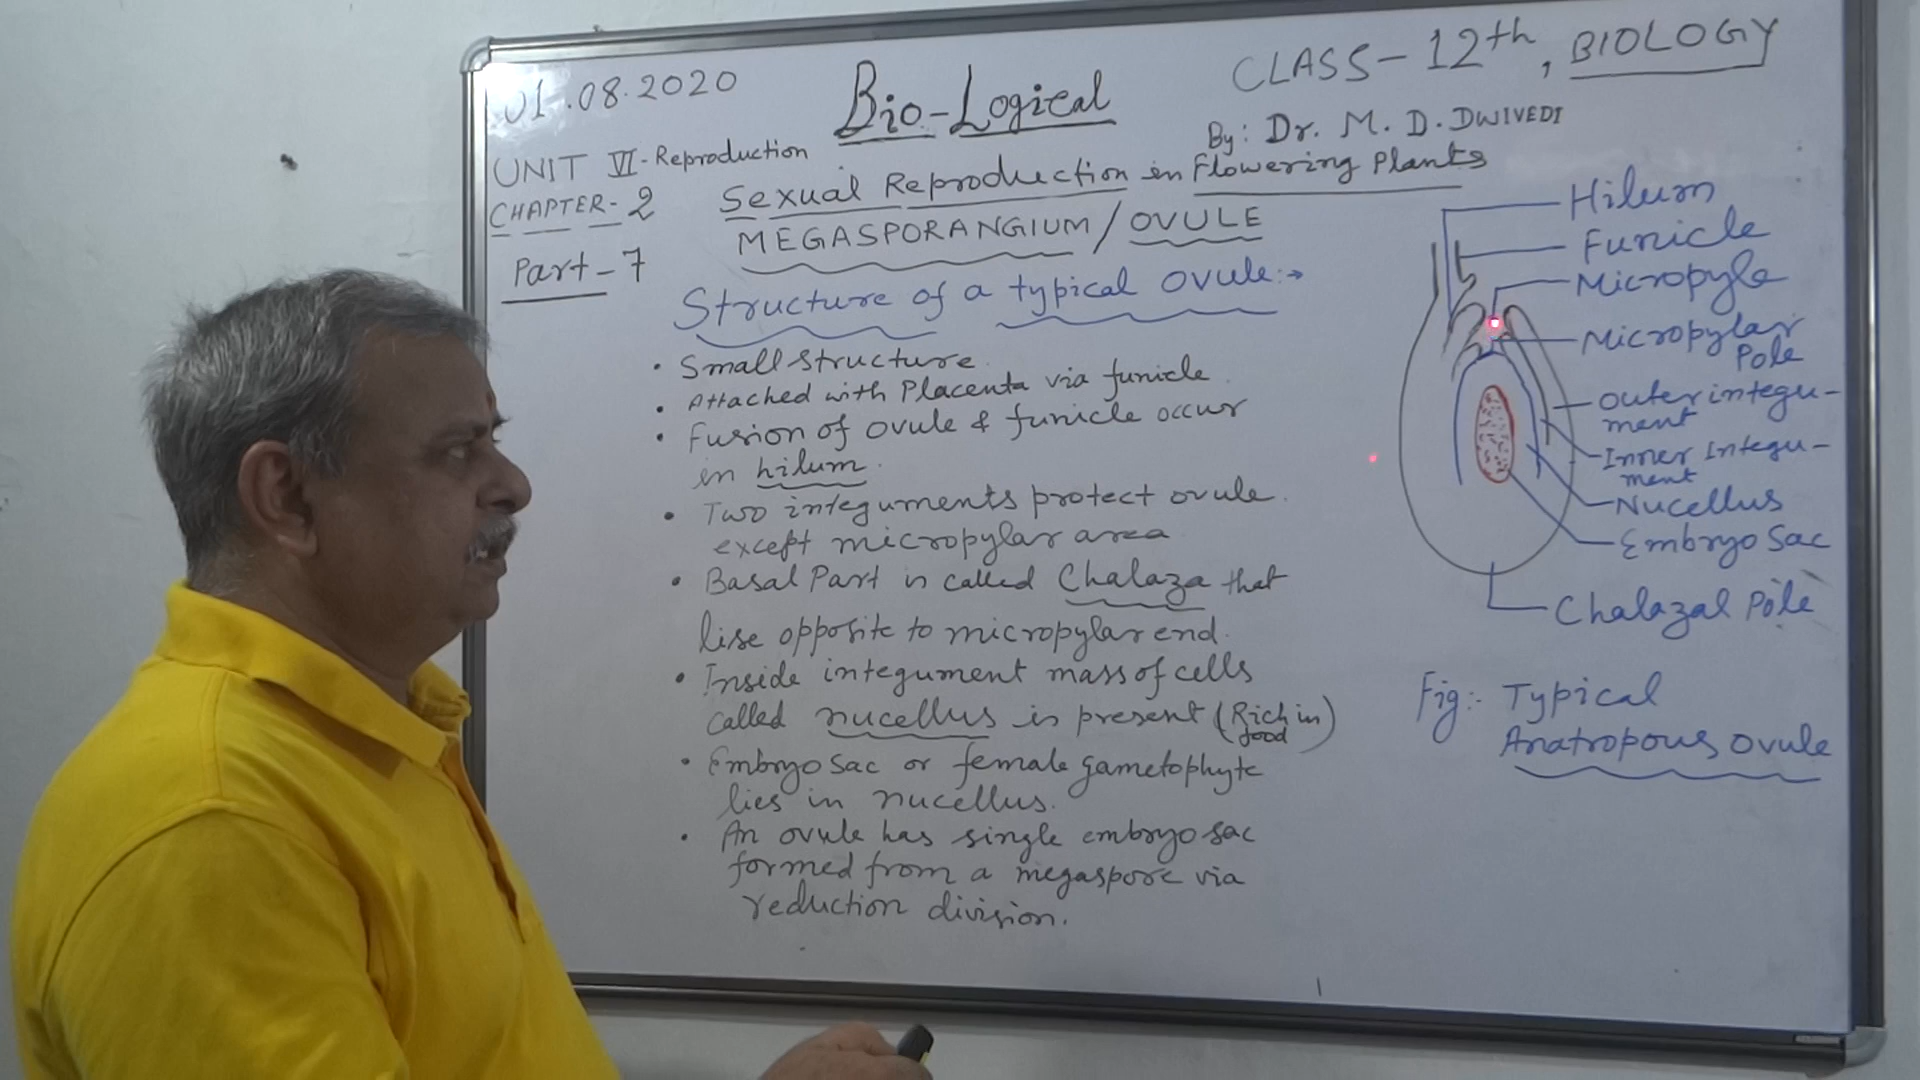 01.08.2020
Bio-Logical
CLASS-12th, BIOLOGY
By: Dr. M. D. DWIVEDI
UNIT VI-Reproduction
CHAPTER-2
Part-7
Sexual Reproduction in Flowering Plants
MEGASPORANGIUM/OVULE
Structure of a typical ovule:→
• Small structure
• Attached with Placenta via funicle
• Fusion of ovule & funicle occur
in hilum.
• Two integuments protect ovule
except micropylar area
• Basal Part is called Chalaza that
lise opposite to micropylar end.
• Inside integument mass of cells
called nucellus is present (Rich in
food)
• Embryo Sac or female gametophyte
lies in nucellus.
• An ovule has single embryo sac
formed from a megaspore via
reduction division.
Hilum
Funicle
Micropyle
Micropylar
Pole
outer integu-
ment
Inner Integu-
ment
Nucellus
Embryo Sac
Chalazal Pole
Fig:- Typical
Anatropous ovule